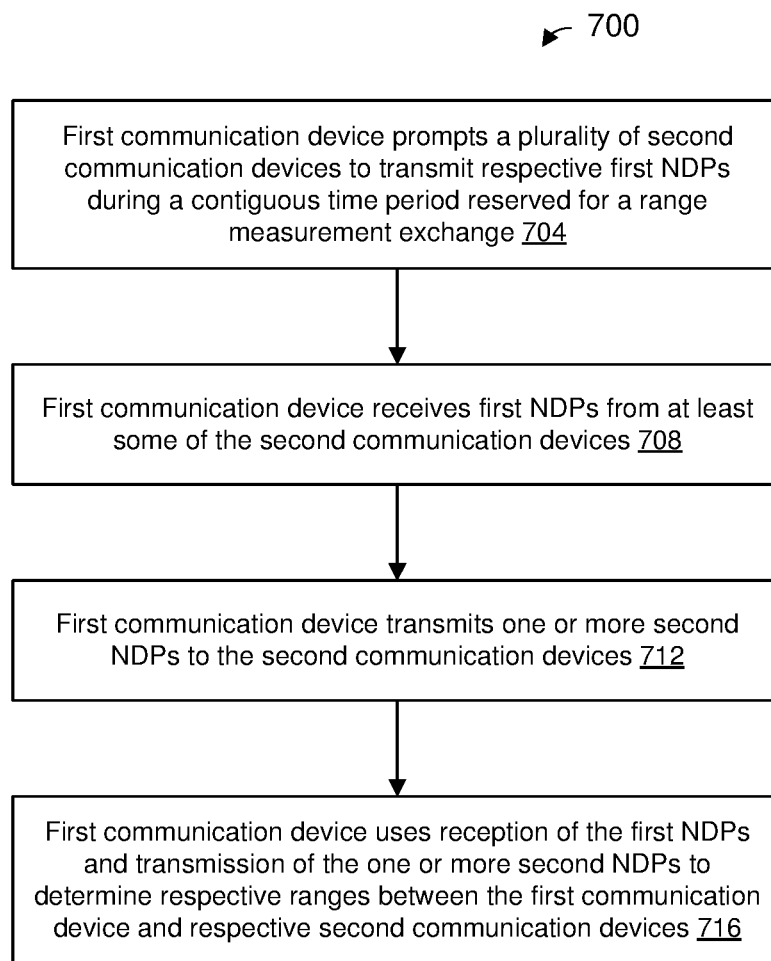 700
First communication device prompts a plurality of second
communication devices to transmit respective first NDPs
during a contiguous time period reserved for a range
measurement exchange 704
First communication device receives first NDPs from at least
some of the second communication devices 708
First communication device transmits one or more second
NDPs to the second communication devices 712
First communication device uses reception of the first NDPs
and transmission of the one or more second NDPs to
determine respective ranges between the first communication
device and respective second communication devices 716